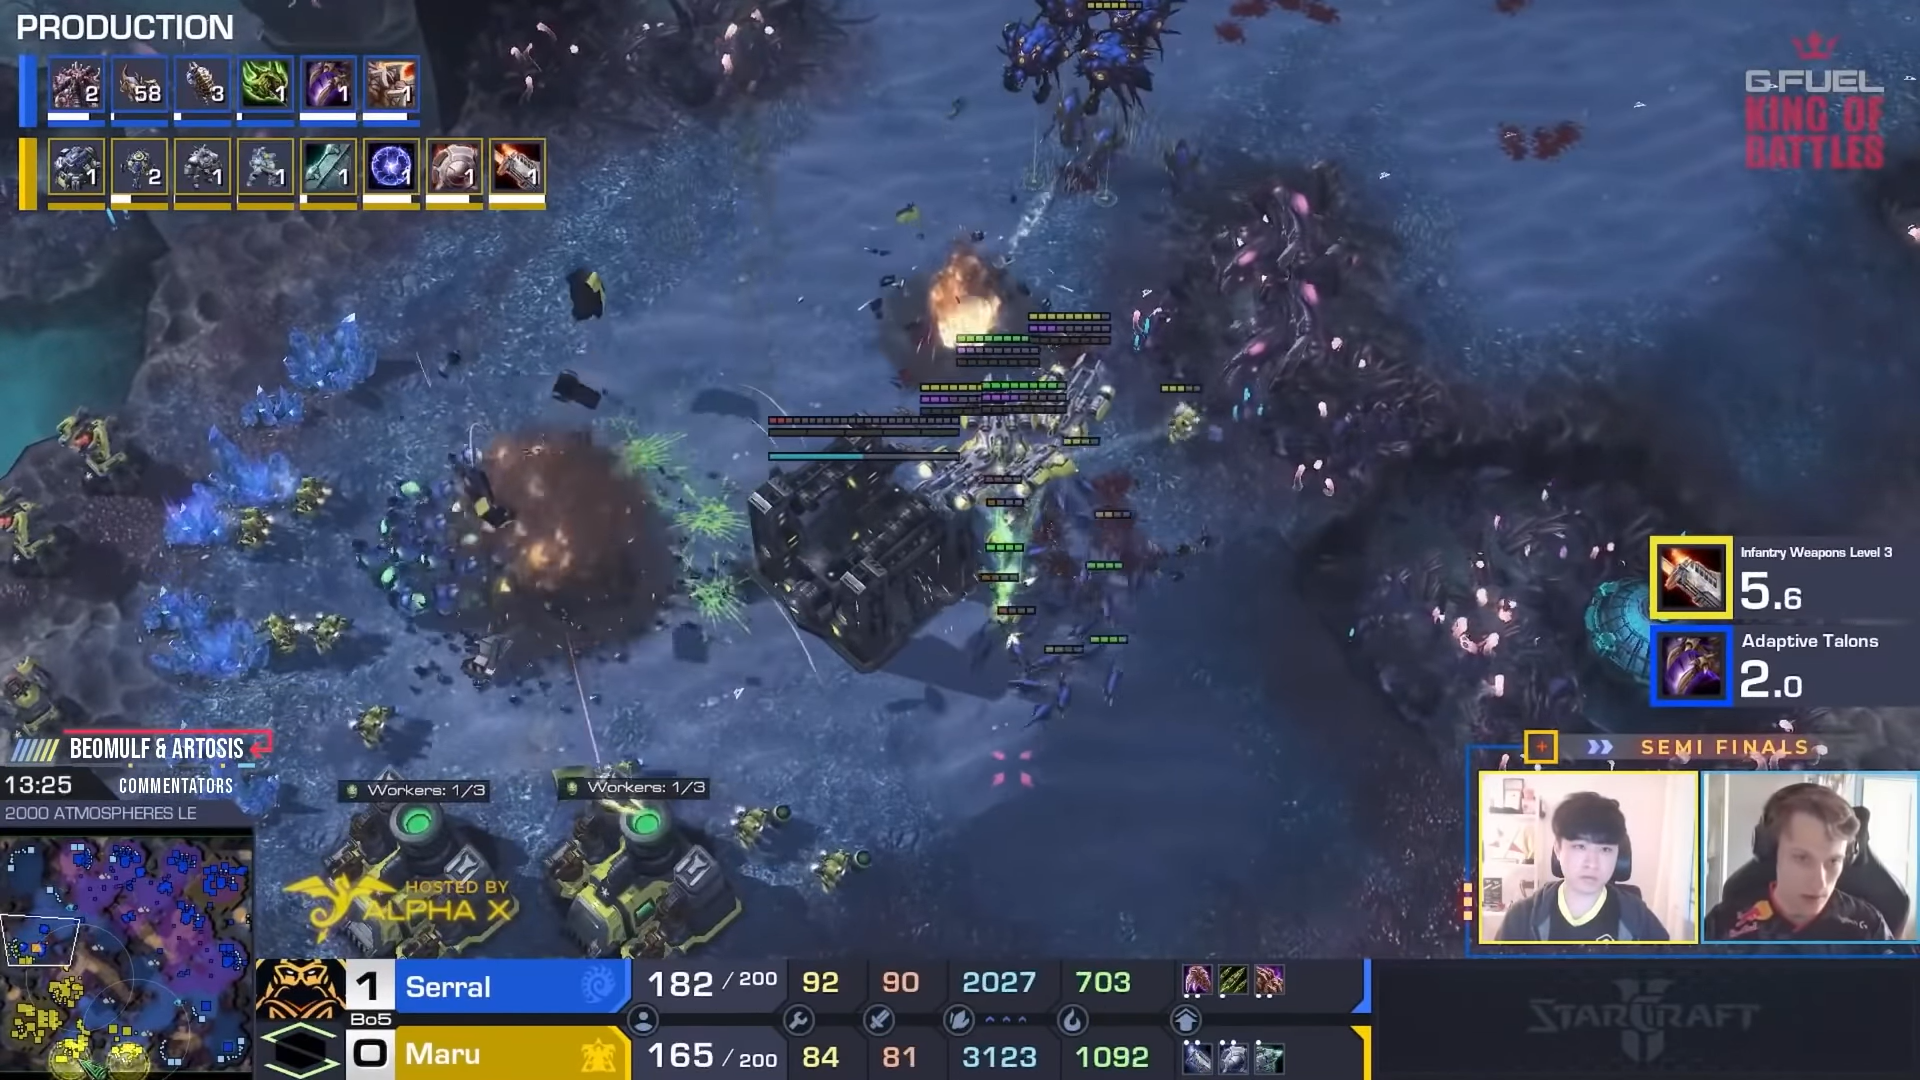 PRODUCTION
2 58 3 1 1 1
1 2 1 1 1 1 1 1
G FUEL
KING OF
BATTLES
Infantry Weapons Level 3
5.6
Adaptive Talons
2.0
SEMI FINALS
BEOMULF & ARTOSIS
COMMENTATORS
13:25
2000 ATMOSPHERES LE
Workers: 1/3
Workers: 1/3
HOSTED BY
ALPHA X
1 Serral 182 / 200 92 90 2027 703
Bo5
0 Maru 165 / 200 84 81 3123 1092
STARCRAFT
II